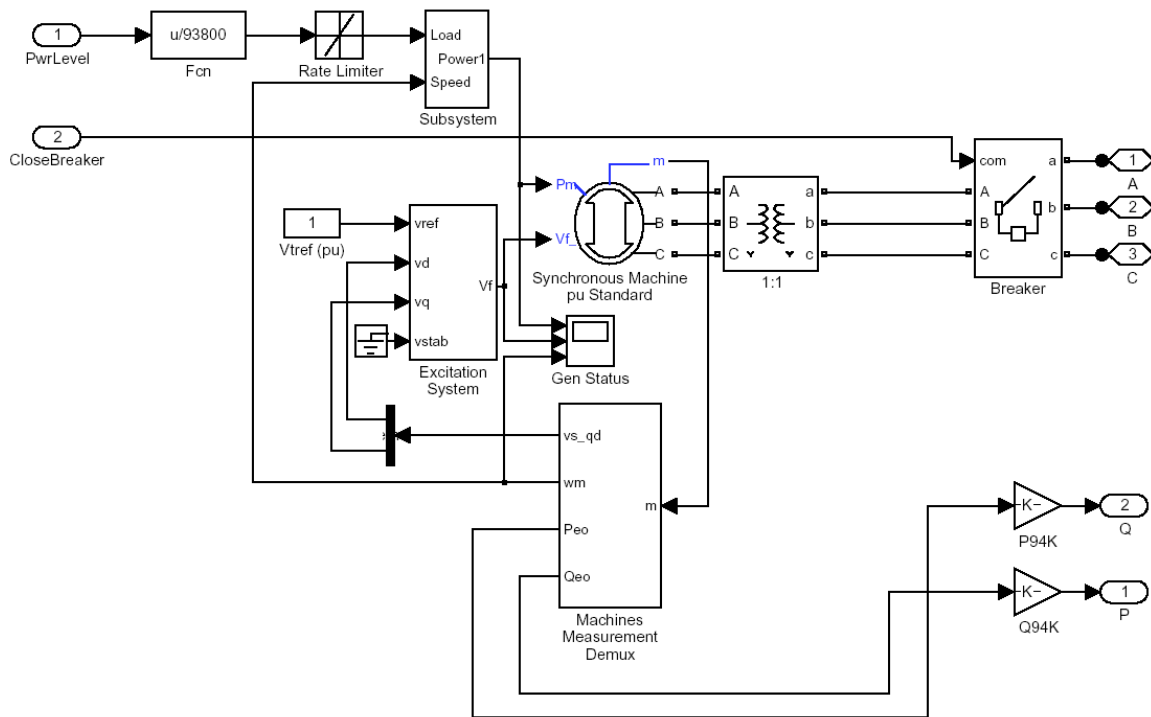 1
PwrLevel
u/93800
Fcn
Rate Limiter
Load
Power1
Speed
Subsystem
2
CloseBreaker
1
Vtref (pu)
vref
vd
vq
vstab
Vf
Excitation
System
Pm
Vf_
m
A
B
C
Synchronous Machine
pu Standard
A
B
C
a
b
c
1:1
com
A
B
C
a
b
c
Breaker
1
A
2
B
3
C
Gen Status
vs_qd
wm
Peo
Qeo
m
Machines
Measurement
Demux
-K-
P94K
2
Q
-K-
Q94K
1
P